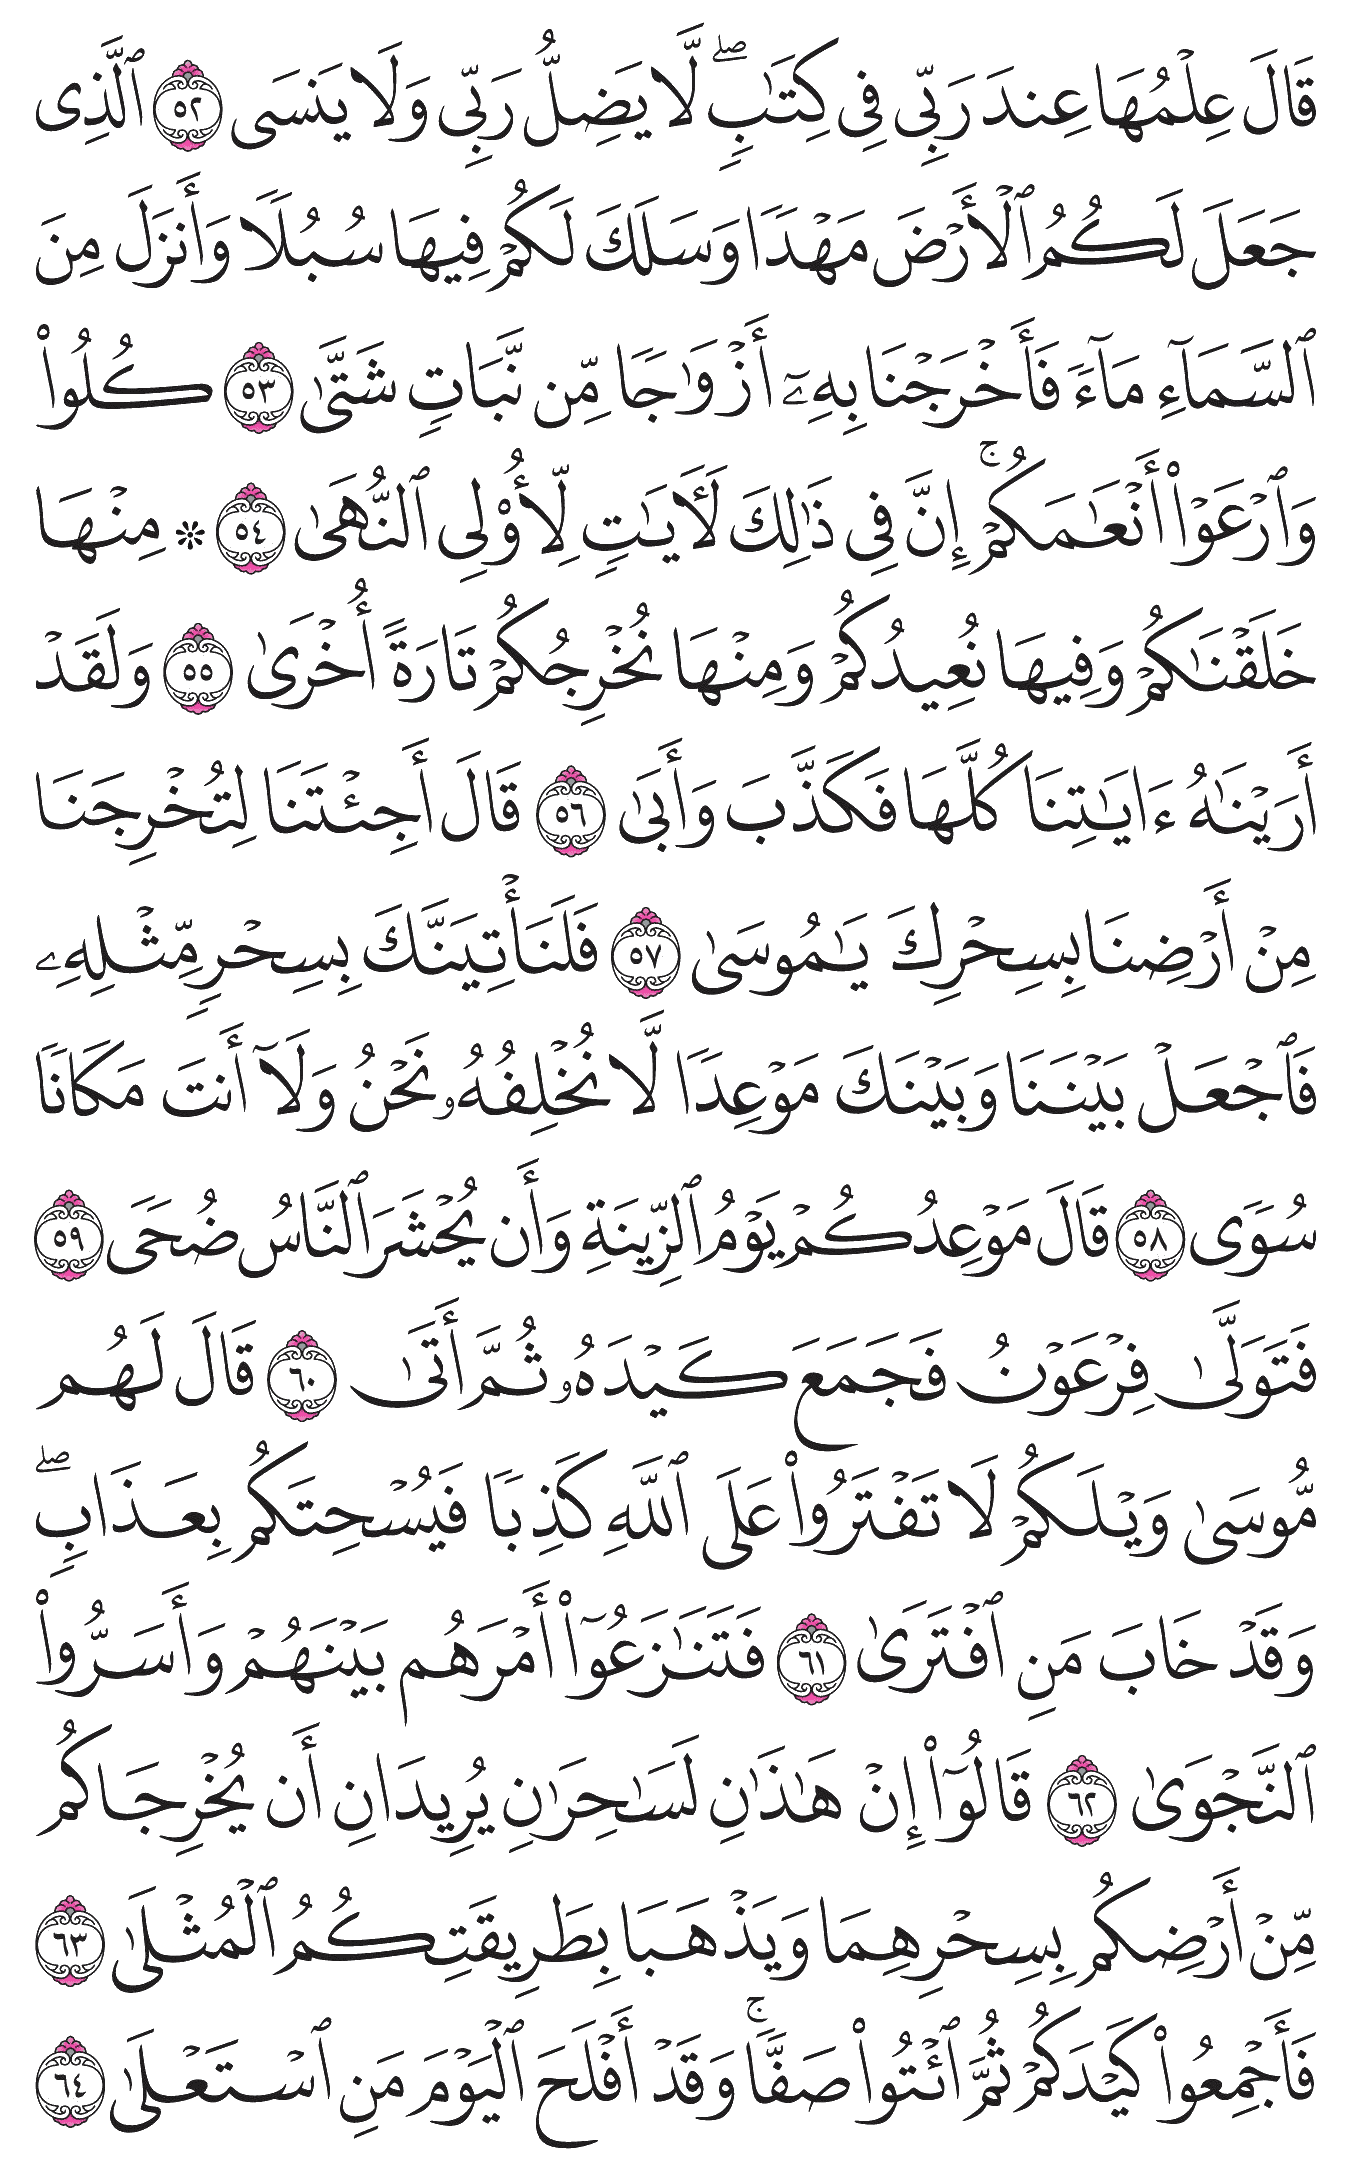 قَالَ عِلْمُهَا عِندَ رَبِّى فِى كِتَٰبٍۖ لَّا يَضِلُّ رَبِّى وَلَا يَنسَى ٥٢ ٱلَّذِى
جَعَلَ لَكُمُ ٱلْأَرْضَ مَهْدًا وَسَلَكَ لَكُمْ فِيهَا سُبُلًا وَأَنزَلَ مِنَ
ٱلسَّمَآءِ مَآءً فَأَخْرَجْنَا بِهِۦٓ أَزْوَٰجًا مِّن نَّبَاتٍ شَتَّىٰ ٥٣ كُلُوا۟
وَٱرْعَوْا۟ أَنْعَٰمَكُمْۚ إِنَّ فِى ذَٰلِكَ لَـَٔايَٰتٍ لِّأُو۟لِى ٱلنُّهَىٰ ٥٤ ۞ مِنْهَا
خَلَقْنَٰكُمْ وَفِيهَا نُعِيدُكُمْ وَمِنْهَا نُخْرِجُكُمْ تَارَةً أُخْرَىٰ ٥٥ وَلَقَدْ
أَرَيْنَٰهُ ءَايَٰتِنَا كُلَّهَا فَكَذَّبَ وَأَبَىٰ ٥٦ قَالَ أَجِئْتَنَا لِتُخْرِجَنَا
مِنْ أَرْضِنَا بِسِحْرِكَ يَٰمُوسَىٰ ٥٧ فَلَنَأْتِيَنَّكَ بِسِحْرٍ مِّثْلِهِۦ
فَٱجْعَلْ بَيْنَنَا وَبَيْنَكَ مَوْعِدًا لَّا نُخْلِفُهُۥ نَحْنُ وَلَآ أَنتَ مَكَانًا
سُوًى ٥٨ قَالَ مَوْعِدُكُمْ يَوْمُ ٱلزِّينَةِ وَأَن يُحْشَرَ ٱلنَّاسُ ضُحًى ٥٩
فَتَوَلَّىٰ فِرْعَوْنُ فَجَمَعَ كَيْدَهُۥ ثُمَّ أَتَىٰ ٦٠ قَالَ لَهُم
مُّوسَىٰ وَيْلَكُمْ لَا تَفْتَرُوا۟ عَلَى ٱللَّهِ كَذِبًا فَيُسْحِتَكُم بِعَذَابٍۖ
وَقَدْ خَابَ مَنِ ٱفْتَرَىٰ ٦١ فَتَنَٰزَعُوٓا۟ أَمْرَهُم بَيْنَهُمْ وَأَسَرُّوا۟
ٱلنَّجْوَىٰ ٦٢ قَالُوٓا۟ إِنْ هَٰذَٰنِ لَسَٰحِرَٰنِ يُرِيدَانِ أَن يُخْرِجَاكُم
مِّنْ أَرْضِكُم بِسِحْرِهِمَا وَيَذْهَبَا بِطَرِيقَتِكُمُ ٱلْمُثْلَىٰ ٦٣
فَأَجْمِعُوا۟ كَيْدَكُمْ ثُمَّ ٱئْتُوا۟ صَفًّاۚ وَقَدْ أَفْلَحَ ٱلْيَوْمَ مَنِ ٱسْتَعْلَىٰ ٦٤